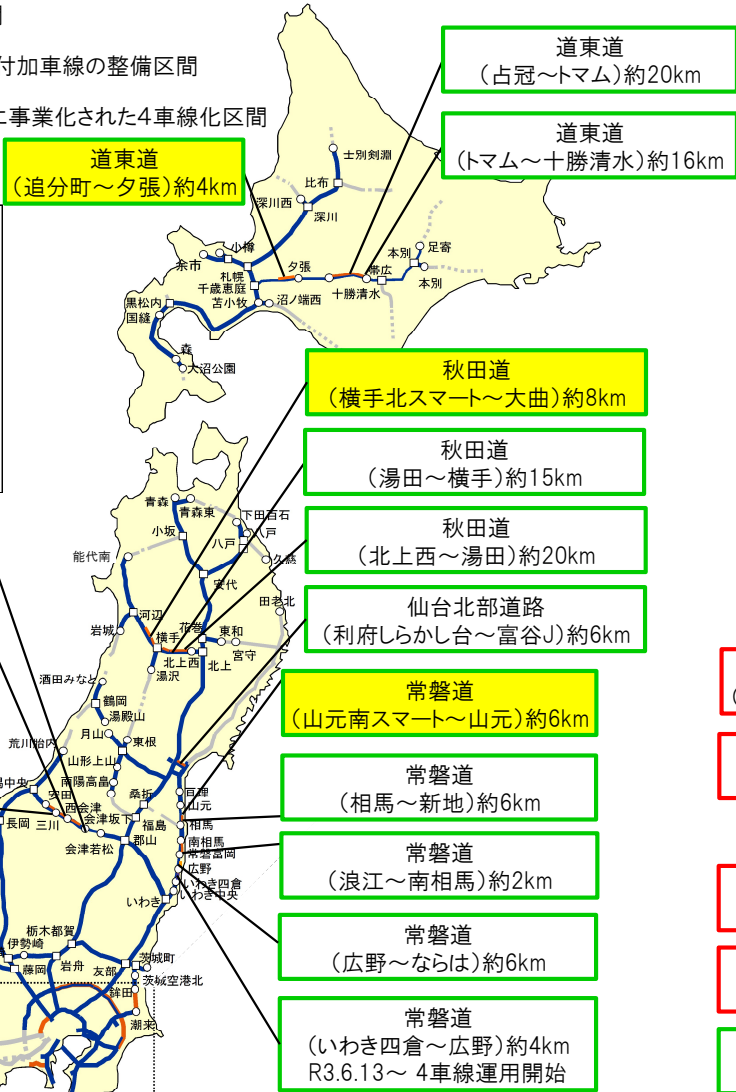 付加車線の整備区間
事業化された4車線化区間
道東道
(占冠～トマム)約20km
道東道
(トマム～十勝清水)約16km
道東道
(追分町～夕張)約4km
士別剣淵
比布
深川西
深川
小樽
余市
札幌
夕張
千歳恵庭
苫小牧
沼ノ端西
十勝清水
帯広
本別
足寄
本別
黒松内
国縫
森
大沼公園
秋田道
(横手北スマート～大曲)約8km
秋田道
(湯田～横手)約15km
秋田道
(北上西～湯田)約20km
仙台北部道路
(利府しらかし台～富谷J)約6km
常磐道
(山元南スマート～山元)約6km
常磐道
(相馬～新地)約6km
常磐道
(浪江～南相馬)約2km
常磐道
(広野～ならは)約6km
常磐道
(いわき四倉～広野)約4km
R3.6.13～ 4車線運用開始
青森
青森東
下田百石
小坂
八戸
八戸
久慈
能代南
安代
田老北
河辺
岩城
横手
花巻
東和
宮守
北上西
北上
湯沢
酒田みなと
鶴岡
湯殿山
荒川胎内
月山
東根
山形上山
南陽高畠
桑折
亘理
山元
中央
安田
西会津
会津坂下
福島
相馬
長岡
三川
会津若松
郡山
南相馬
常磐富岡
広野
いわき四倉
いわき中央
いわき
栃木都賀
伊勢崎
藤岡
岩舟
友部
茨城町
茨城空港北
鉾田
潮来